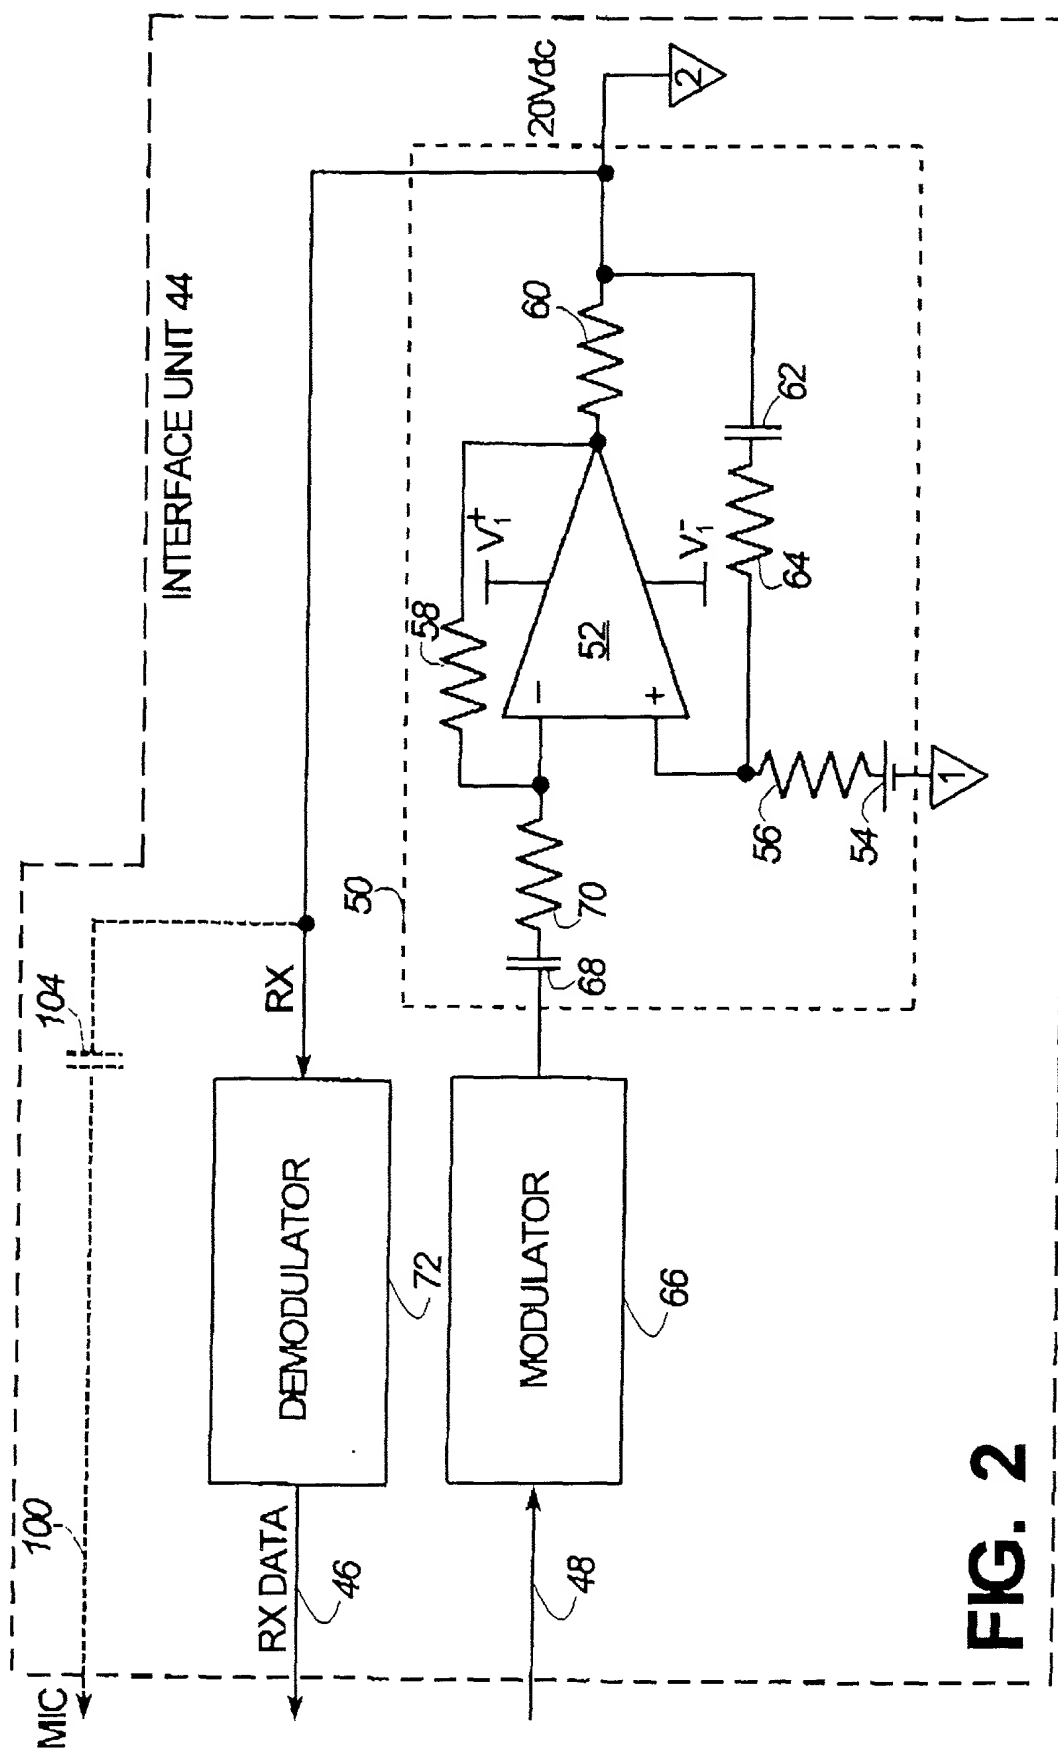 INTERFACE UNIT 44
MIC
100
104
RX DATA
46
DEMODULATOR
72
RX
50
20Vdc
2
48
MODULATOR
66
68
70
58
V₁⁺
52
−
+
V₁⁻
60
62
64
56
54
1
FIG. 2